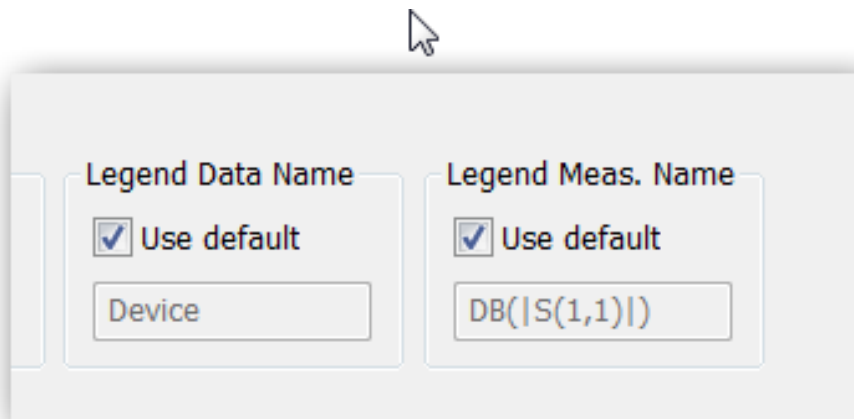 Legend Data Name
Use default
Device
Legend Meas. Name
Use default
DB(|S(1,1)|)